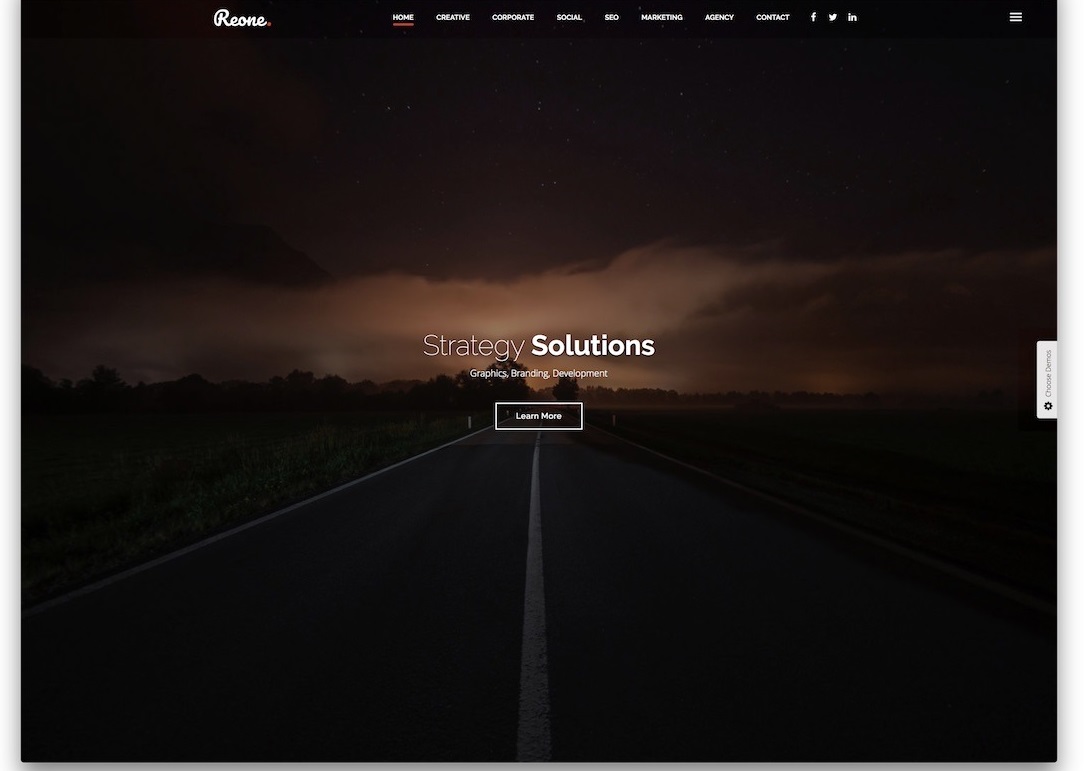 Reone.
HOME CREATIVE CORPORATE SOCIAL SEO MARKETING AGENCY CONTACT
Strategy Solutions
Graphics, Branding, Development
Learn More
Choose Demos